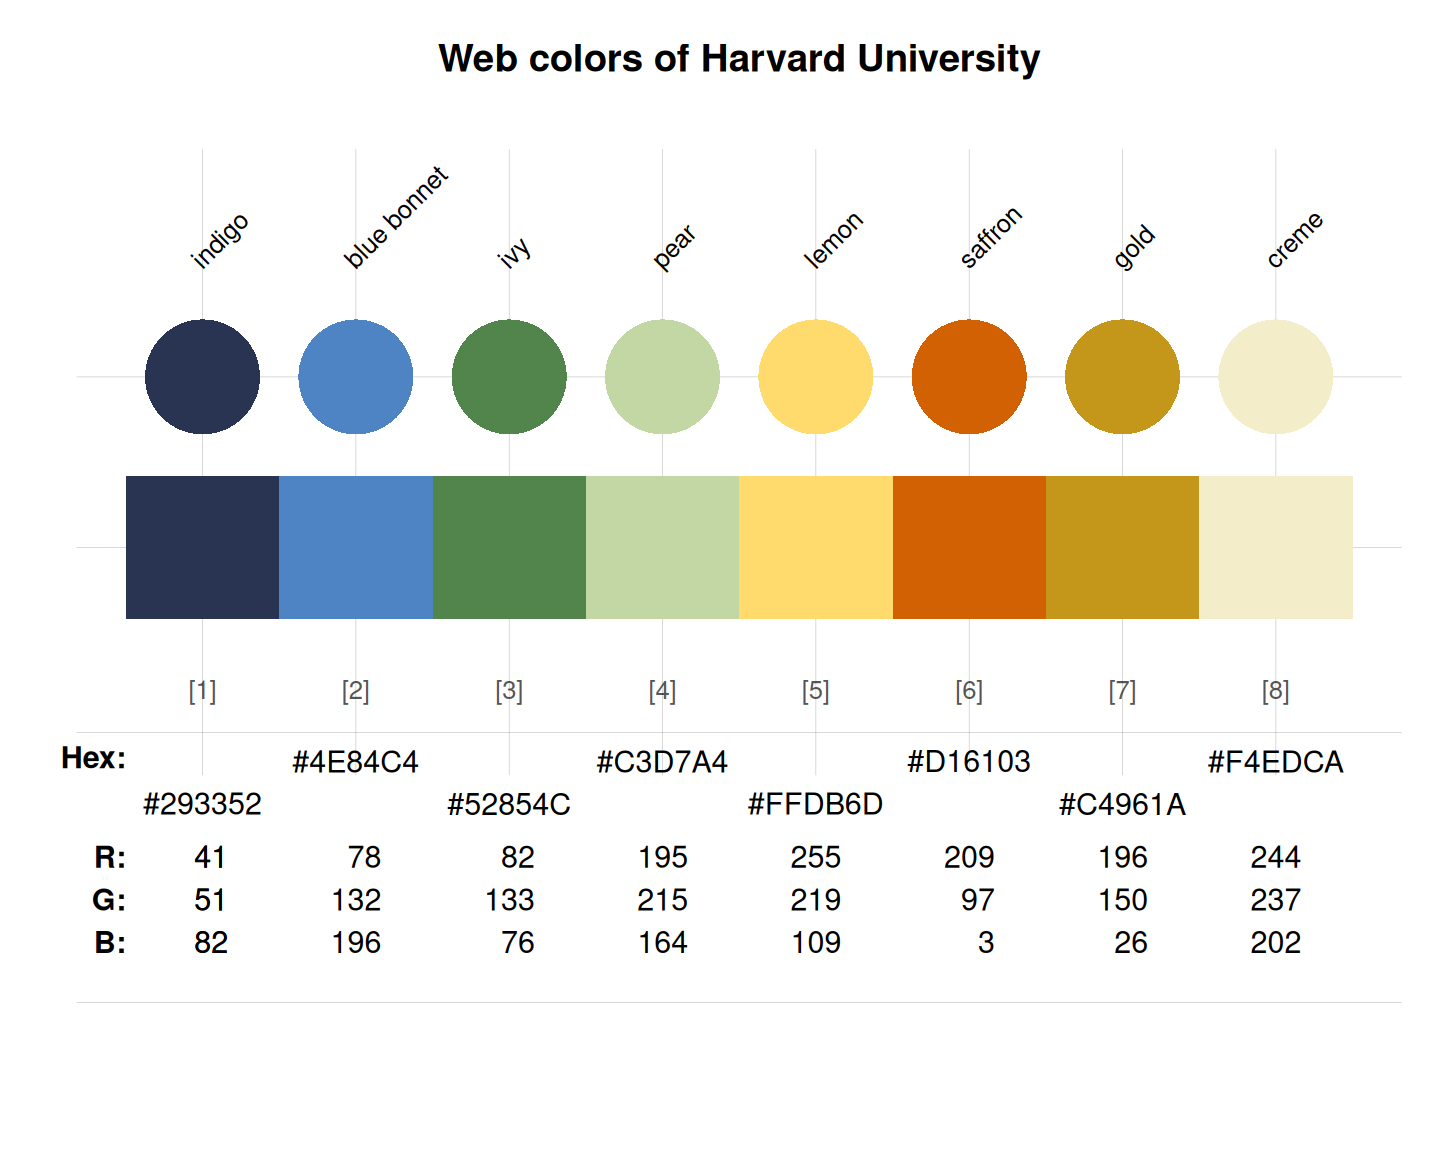 Web colors of Harvard University
indigo blue bonnet ivy pear lemon saffron gold creme
[1] [2] [3] [4] [5] [6] [7] [8]
Hex: #4E84C4 #C3D7A4 #D16103 #F4EDCA
#293352 #52854C #FFDB6D #C4961A
R: 41 78 82 195 255 209 196 244
G: 51 132 133 215 219 97 150 237
B: 82 196 76 164 109 3 26 202